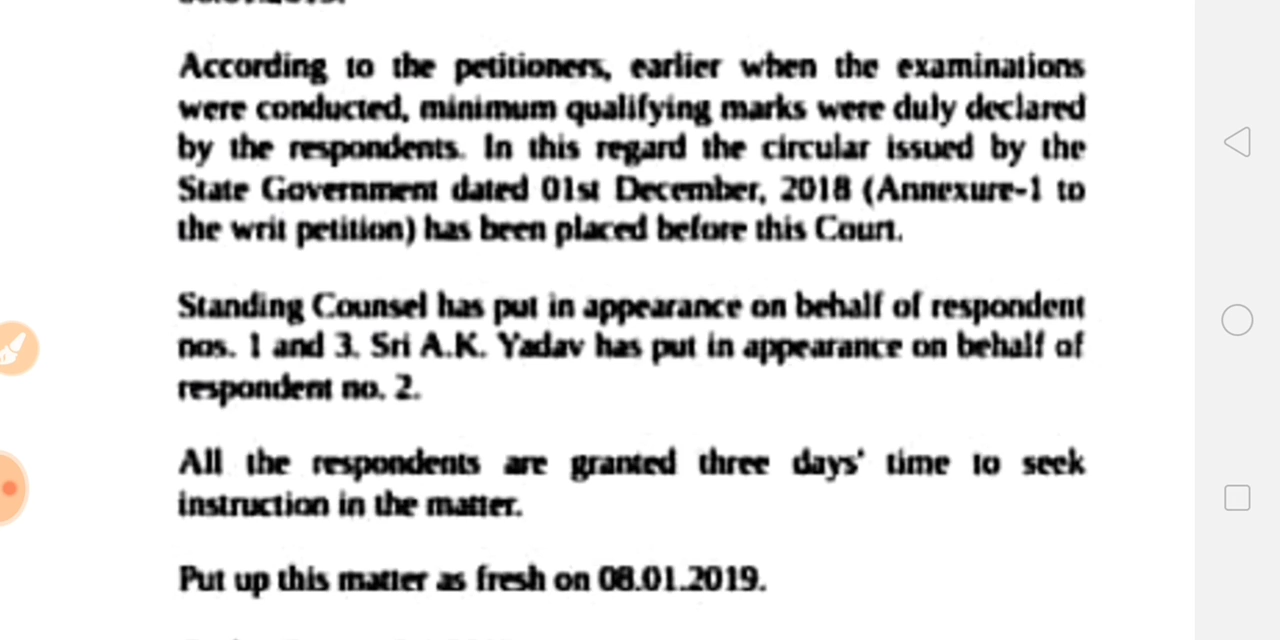 According to the petitioners, earlier when the examinations
were conducted, minimum qualifying marks were duly declared
by the respondents. In this regard the circular issued by the
State Government dated 01st December, 2018 (Annexure-1 to
the writ petition) has been placed before this Court.
Standing Counsel has put in appearance on behalf of respondent
nos. 1 and 3. Sri A.K. Yadav has put in appearance on behalf of
respondent no. 2.
All the respondents are granted three days' time to seek
instruction in the matter.
Put up this matter as fresh on 08.01.2019.